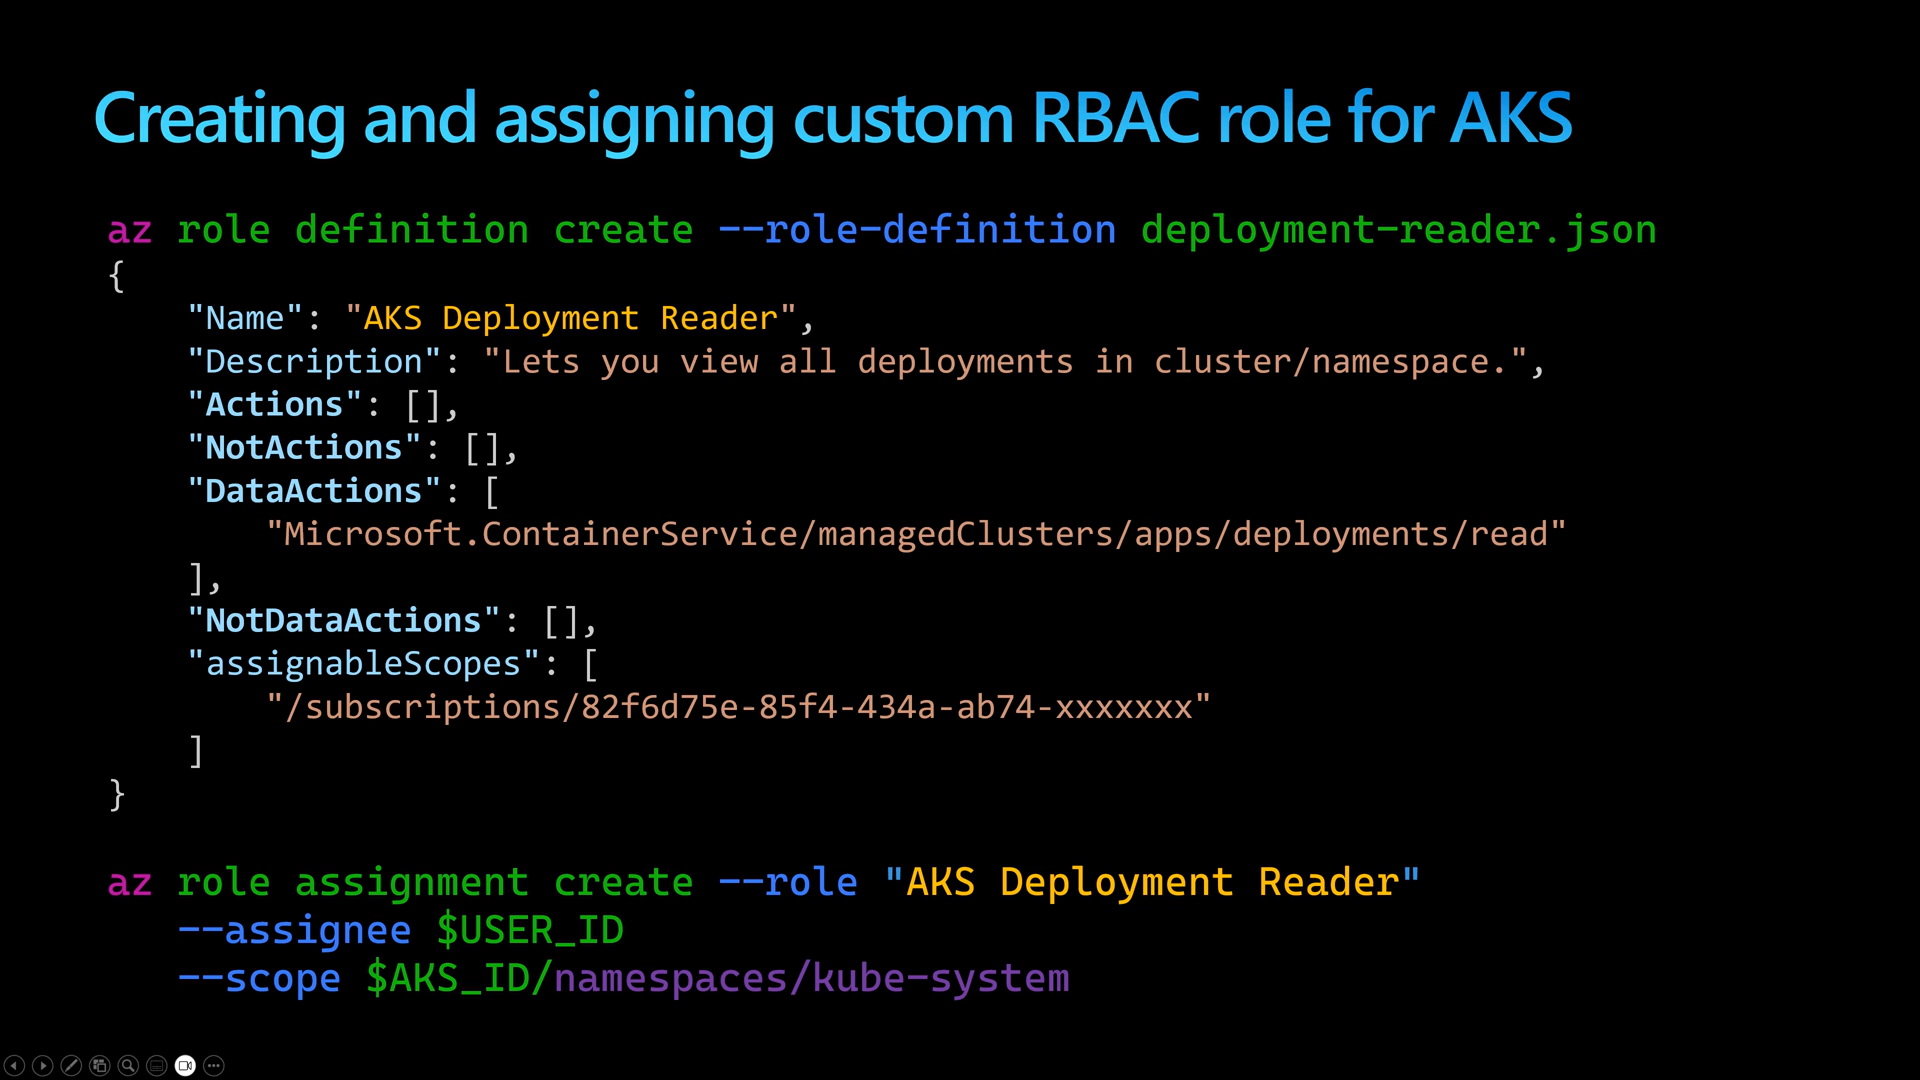 Creating and assigning custom RBAC role for AKS
az role definition create --role-definition deployment-reader.json
{
"Name": "AKS Deployment Reader",
"Description": "Lets you view all deployments in cluster/namespace.",
"Actions": [],
"NotActions": [],
"DataActions": [
"Microsoft.ContainerService/managedClusters/apps/deployments/read"
],
"NotDataActions": [],
"assignableScopes": [
"/subscriptions/82f6d75e-85f4-434a-ab74-xxxxxxx"
]
}
az role assignment create --role "AKS Deployment Reader"
--assignee $USER_ID
--scope $AKS_ID/namespaces/kube-system